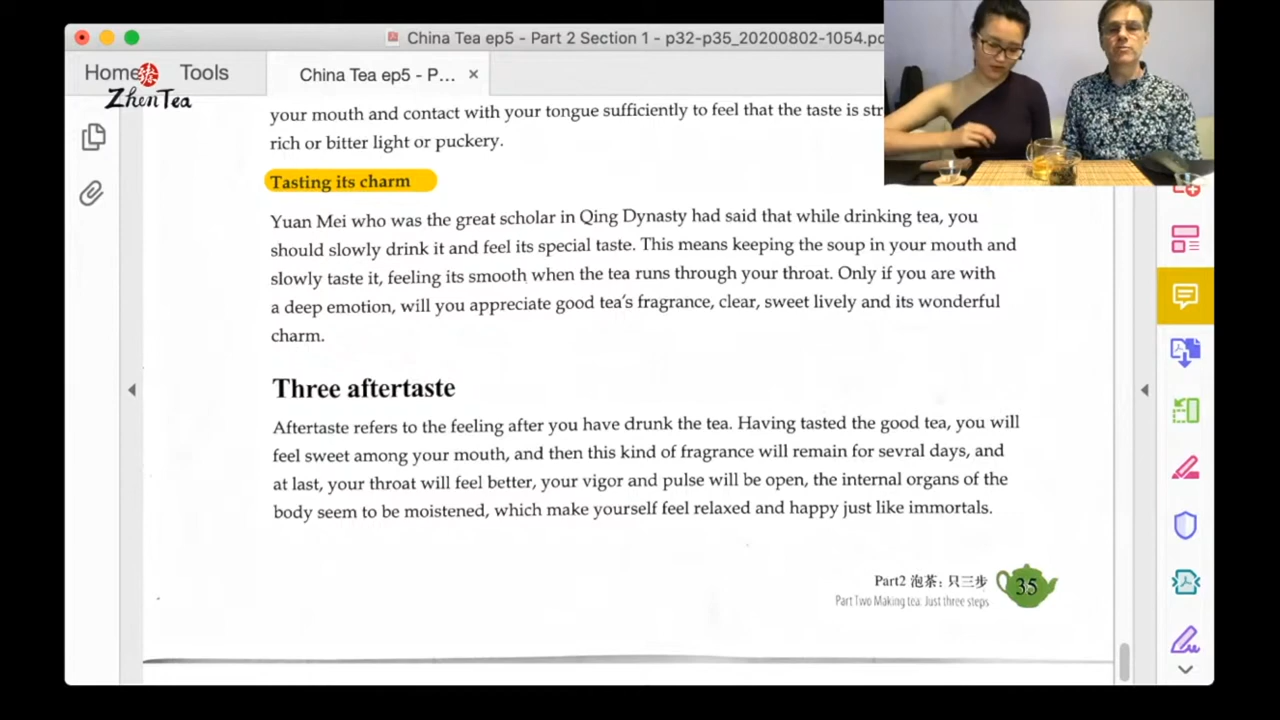 China Tea ep5 - Part 2 Section 1 - p32-p35_20200802-1054.pd
Home Tools
China Tea ep5 - P... ×
臻
ZhenTea
your mouth and contact with your tongue sufficiently to feel that the taste is str
rich or bitter light or puckery.
Tasting its charm
Yuan Mei who was the great scholar in Qing Dynasty had said that while drinking tea, you
should slowly drink it and feel its special taste. This means keeping the soup in your mouth and
slowly taste it, feeling its smooth when the tea runs through your throat. Only if you are with
a deep emotion, will you appreciate good tea's fragrance, clear, sweet lively and its wonderful
charm.
Three aftertaste
Aftertaste refers to the feeling after you have drunk the tea. Having tasted the good tea, you will
feel sweet among your mouth, and then this kind of fragrance will remain for sevral days, and
at last, your throat will feel better, your vigor and pulse will be open, the internal organs of the
body seem to be moistened, which make yourself feel relaxed and happy just like immortals.
Part2 泡茶：只三步
Part Two Making tea: Just three steps
35